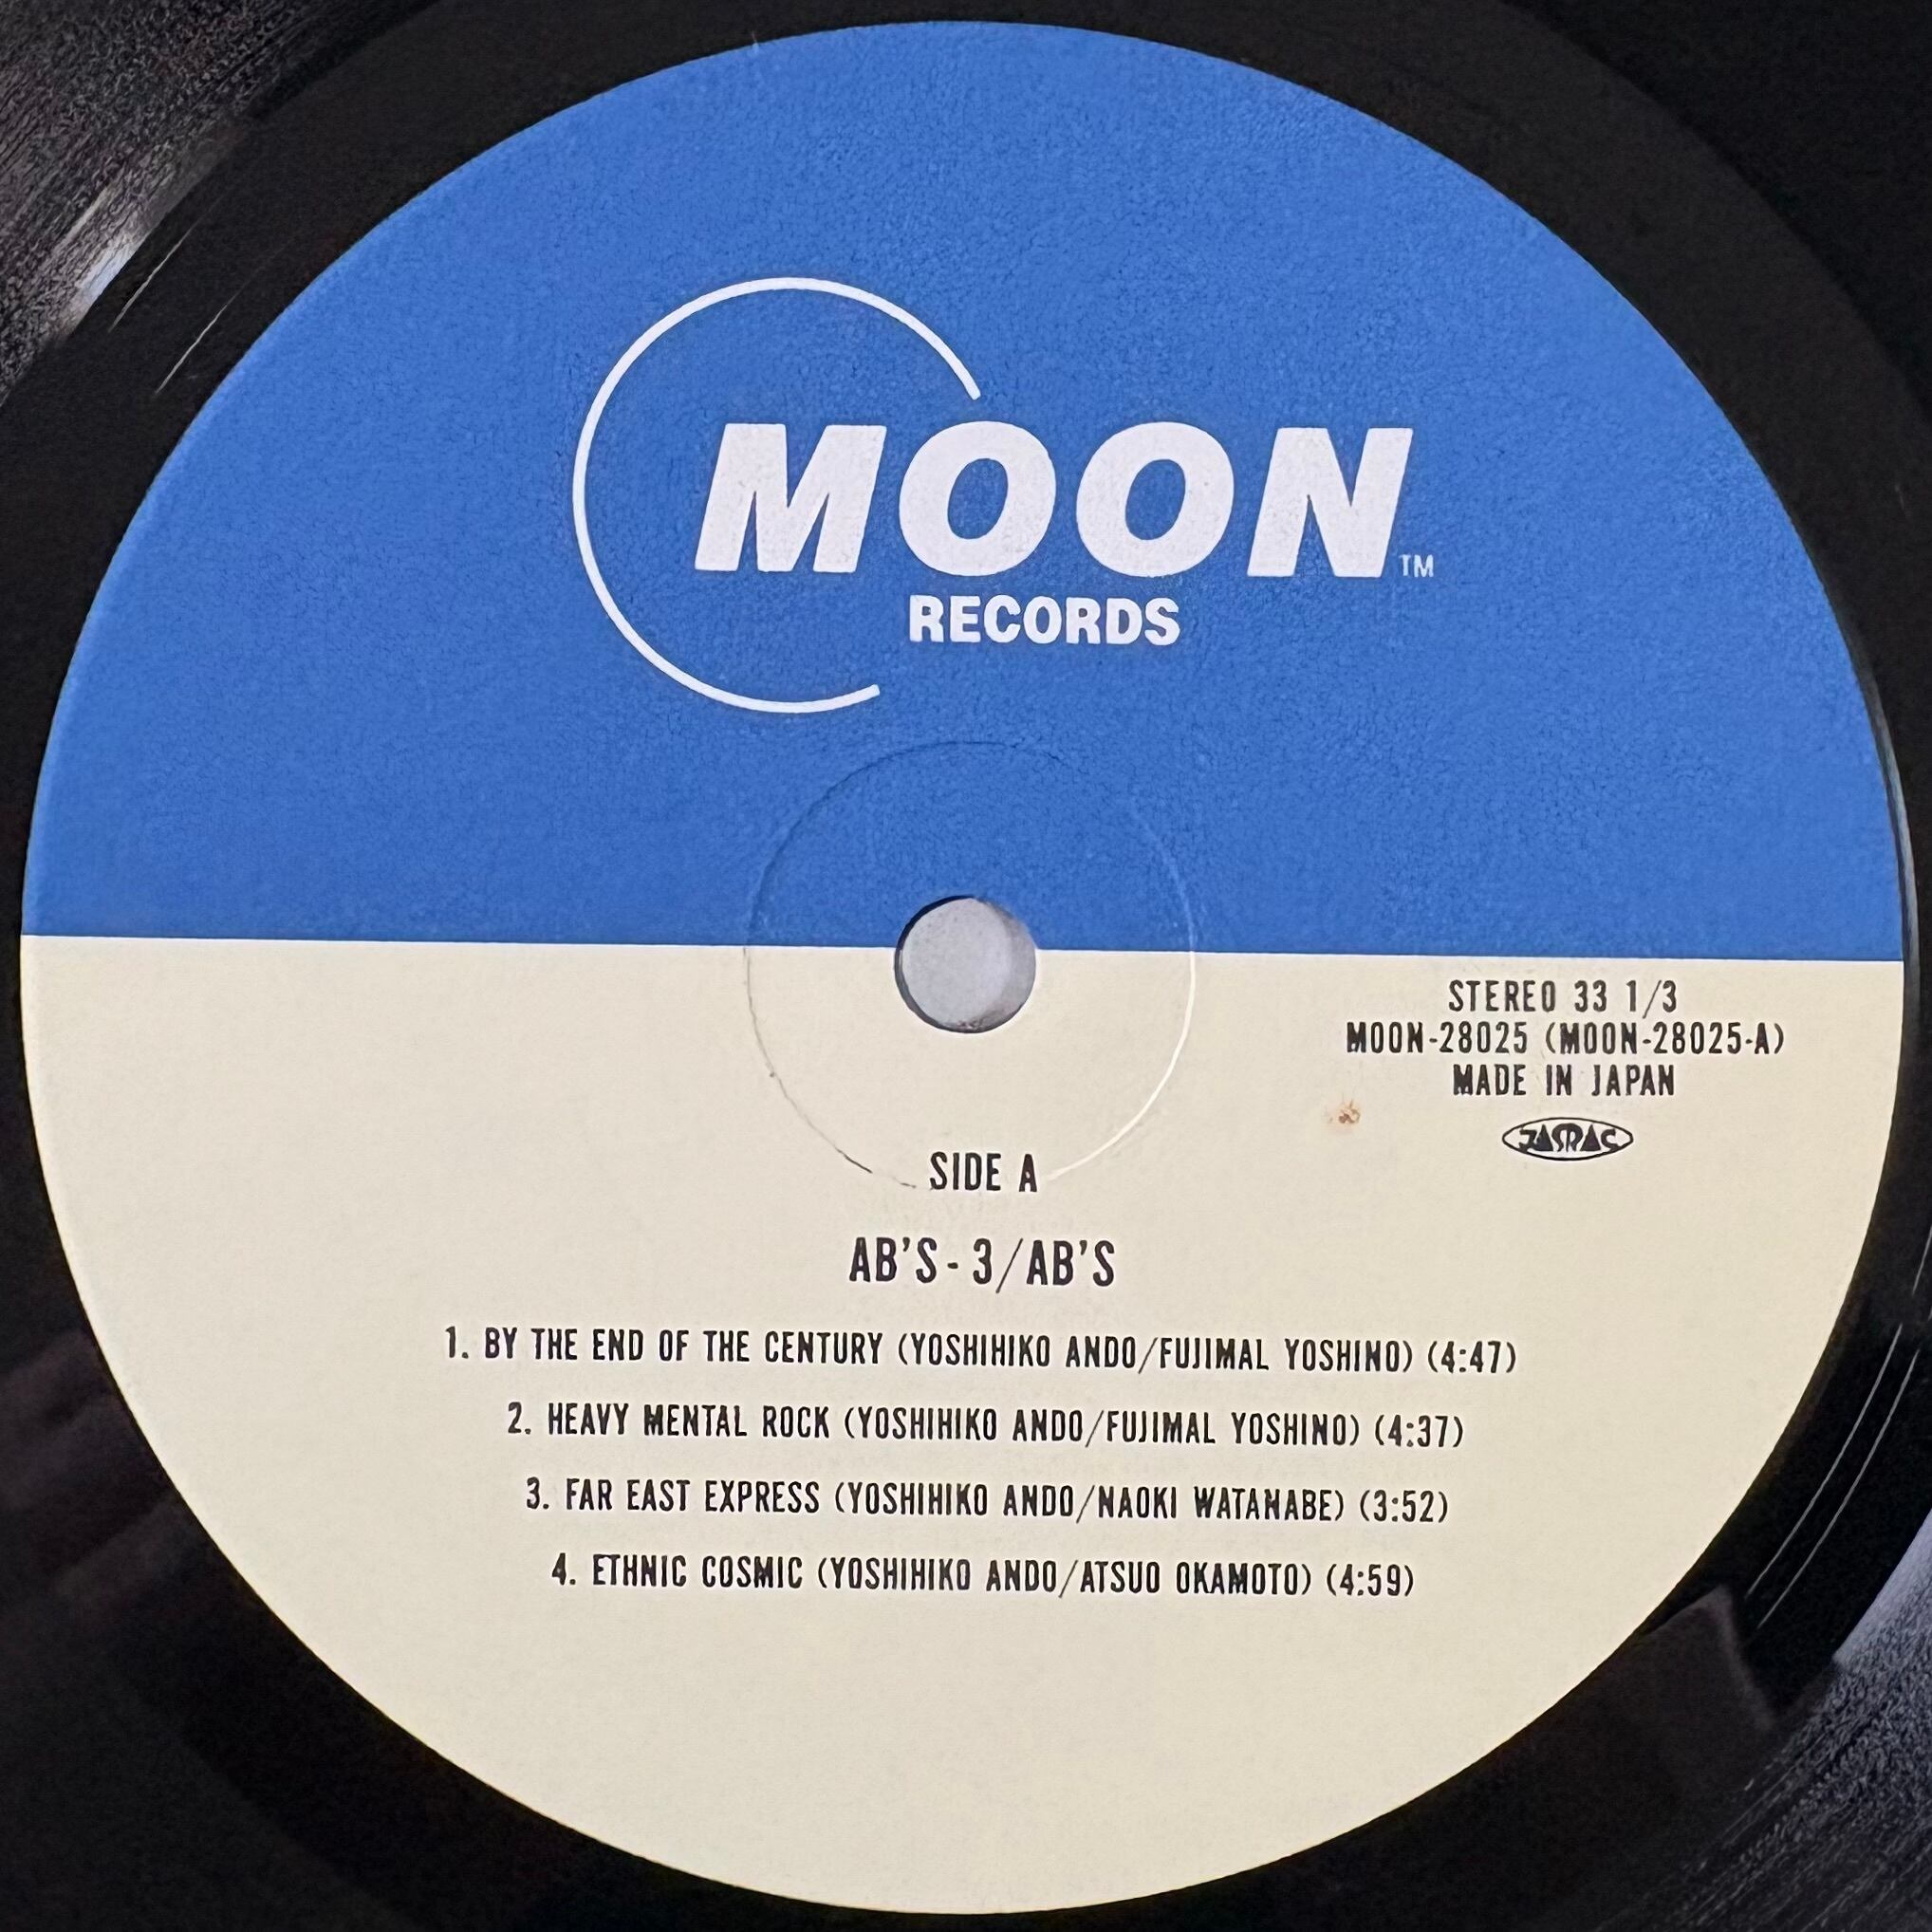 MOON TM
RECORDS
STEREO 33 1/3
MOON-28025 (MOON-28025-A)
MADE IN JAPAN
JASRAC
SIDE A
AB'S - 3/AB'S
1. BY THE END OF THE CENTURY (YOSHIHIKO ANDO/FUJIMAL YOSHINO) (4:47)
2. HEAVY MENTAL ROCK (YOSHIHIKO ANDO/FUJIMAL YOSHINO) (4:37)
3. FAR EAST EXPRESS (YOSHIHIKO ANDO/NAOKI WATANABE) (3:52)
4. ETHNIC COSMIC (YOSHIHIKO ANDO/ATSUO OKAMOTO) (4:59)